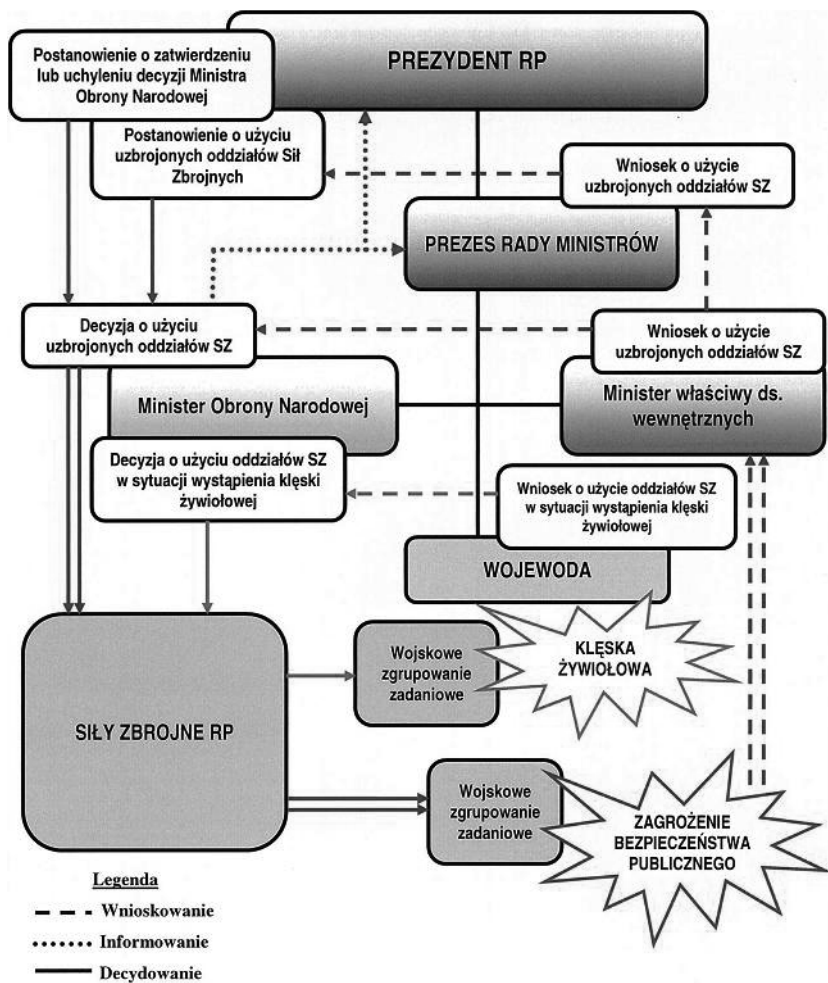 Postanowienie o zatwierdzeniu
lub uchyleniu decyzji Ministra
Obrony Narodowej
PREZYDENT RP
Postanowienie o użyciu
uzbrojonych oddziałów Sił
Zbrojnych
Wniosek o użycie
uzbrojonych oddziałów SZ
PREZES RADY MINISTRÓW
Decyzja o użyciu
uzbrojonych oddziałów SZ
Wniosek o użycie
uzbrojonych oddziałów SZ
Minister Obrony Narodowej
Minister właściwy ds.
wewnętrznych
Decyzja o użyciu oddziałów SZ
w sytuacji wystąpienia klęski
żywiołowej
Wniosek o użycie oddziałów SZ
w sytuacji wystąpienia klęski
żywiołowej
WOJEWODA
SIŁY ZBROJNE RP
Wojskowe
zgrupowanie
zadaniowe
KLĘSKA
ŻYWIOŁOWA
Wojskowe
zgrupowanie
zadaniowe
ZAGROŻENIE
BEZPIECZEŃSTWA
PUBLICZNEGO
Legenda
Wnioskowanie
Informowanie
Decydowanie